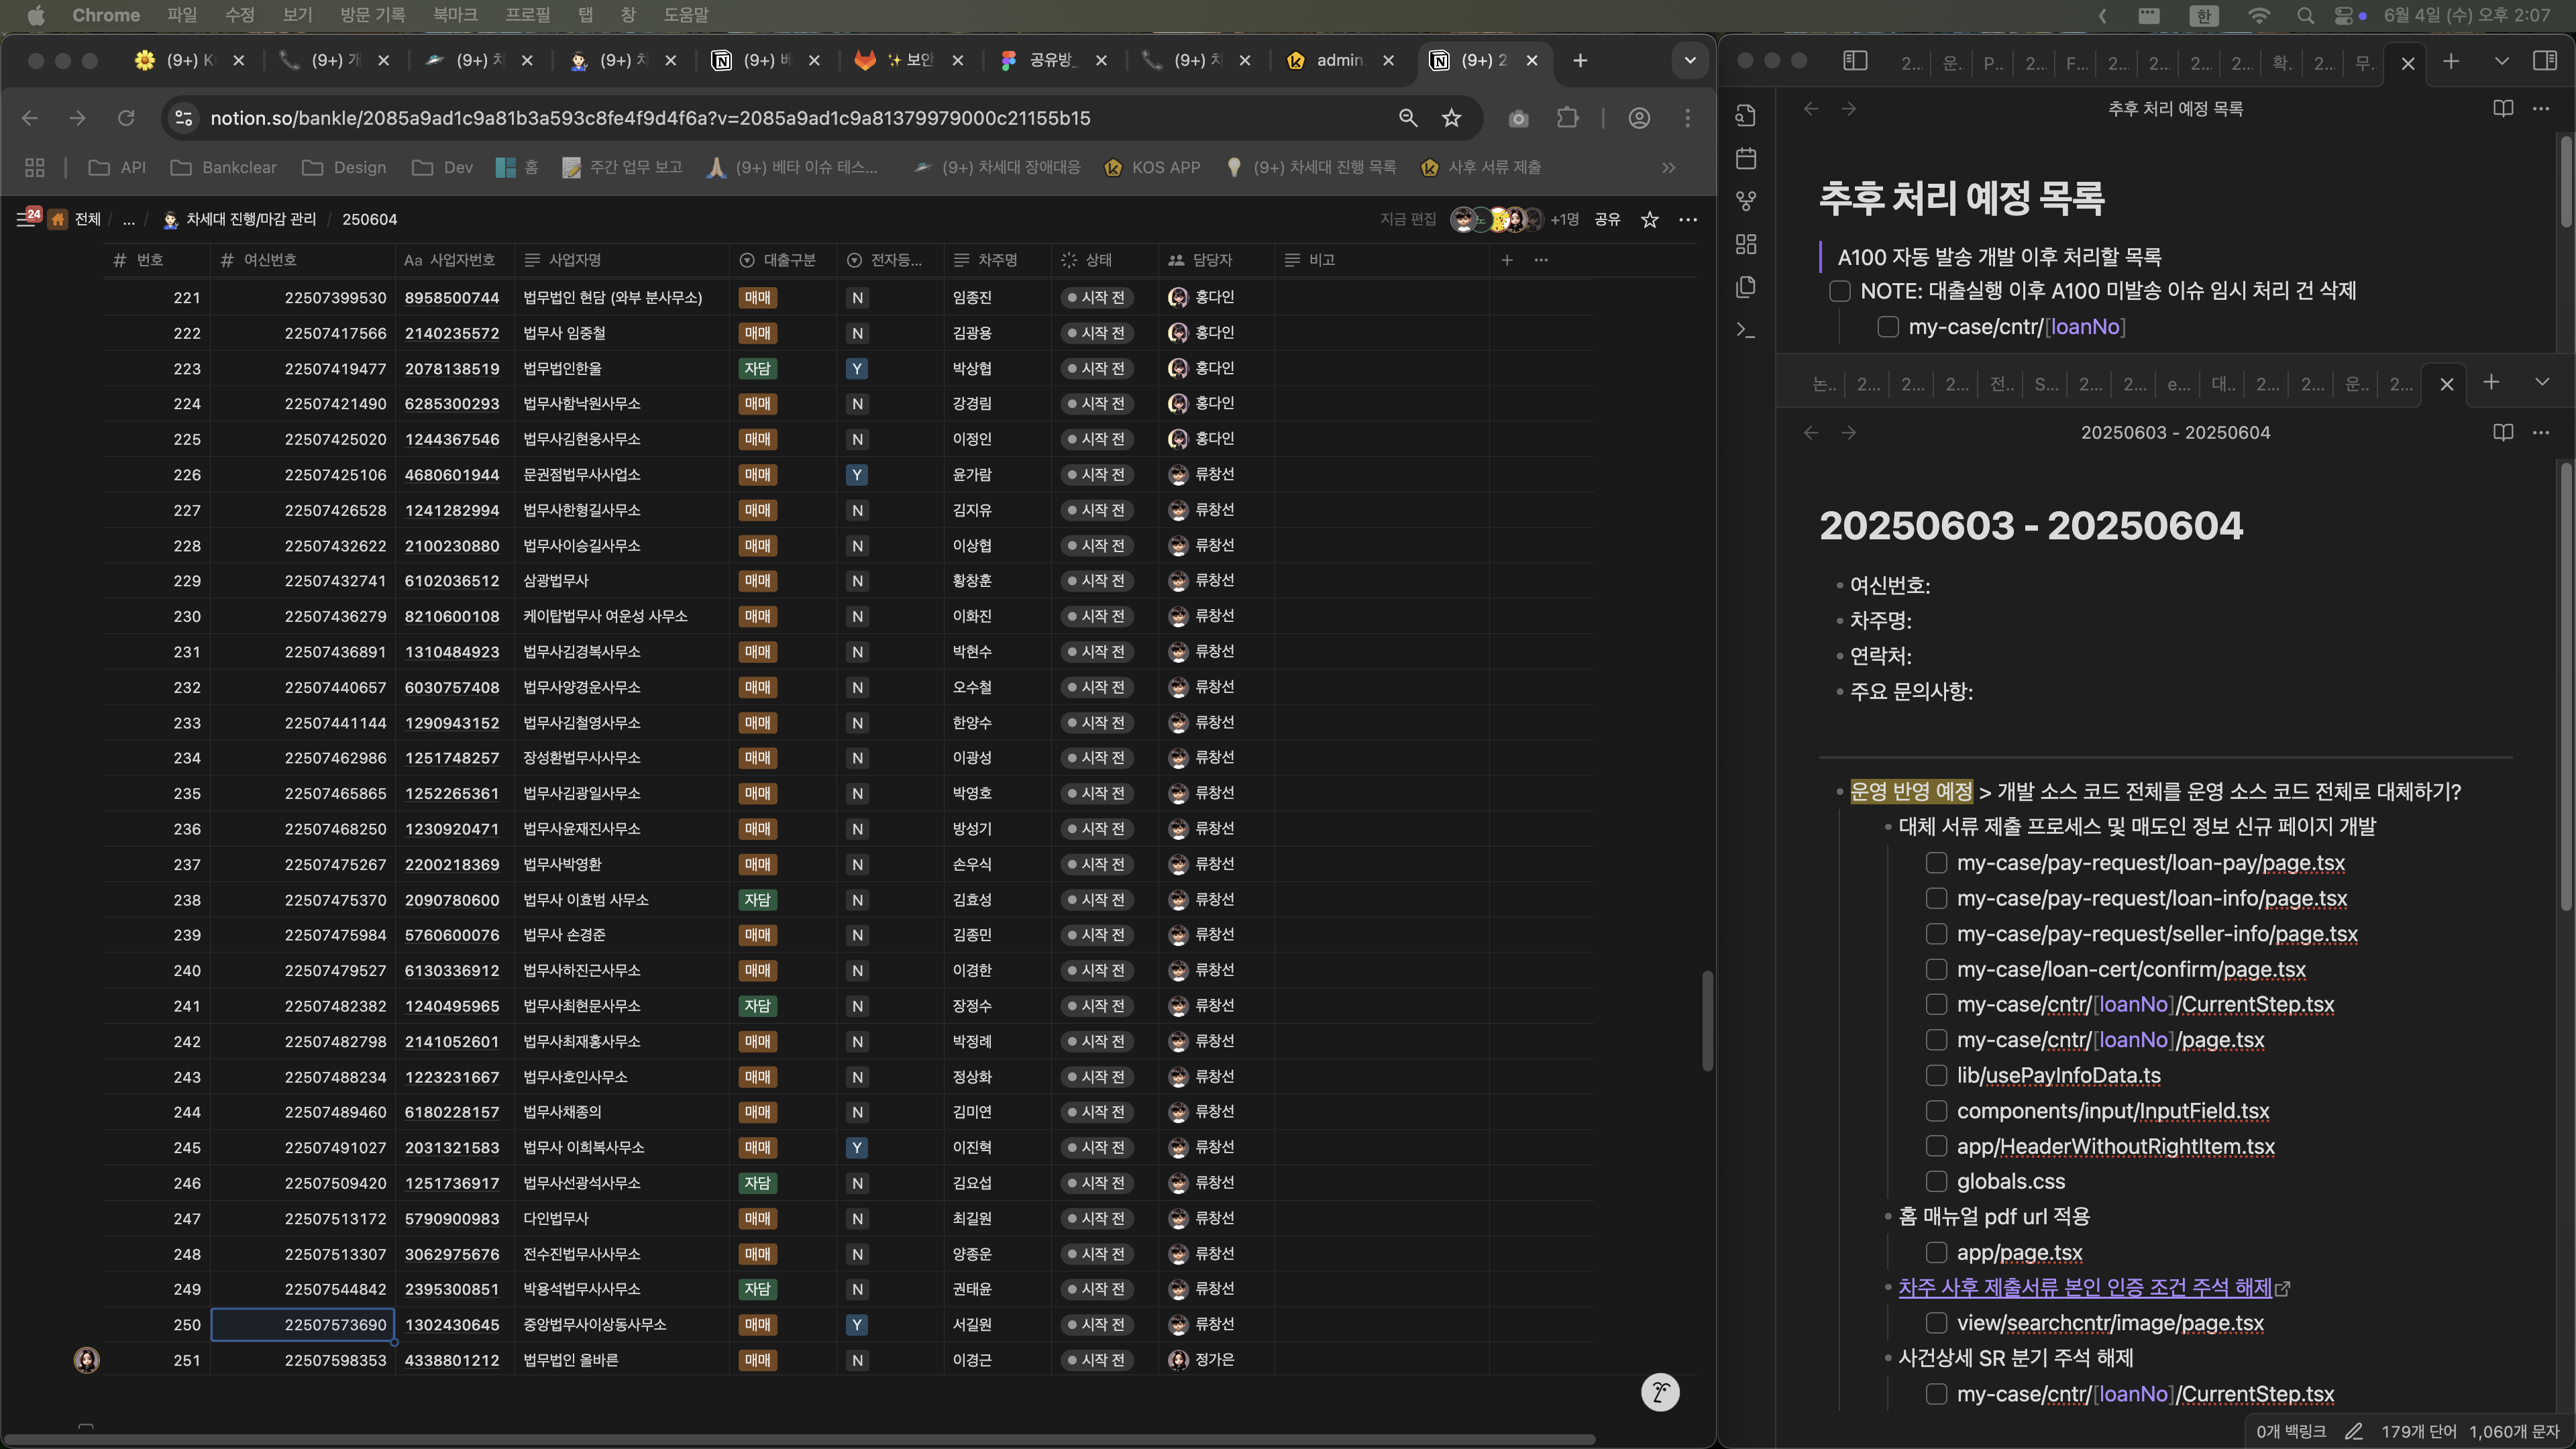 Chrome 파일 수정 보기 방문 기록 북마크 프로필 탭 창 도움말 한 6월 4일 (수) 오후 2:07
(9+) K (9+) 개 (9+) 차 (9+) 차 (9+) 버 보안 공유방_ (9+) 차 admin. (9+) 2
notion.so/bankle/2085a9ad1c9a81b3a593c8fe4f9d4f6a?v=2085a9ad1c9a81379979000c21155b15
API Bankclear Design Dev 홈 주간 업무 보고 (9+) 베타 이슈 테스... (9+) 차세대 장애대응 KOS APP (9+) 차세대 진행 목록 사후 서류 제출
24 전체 / ... / 차세대 진행/마감 관리 / 250604 지금 편집 +1명 공유
# 번호 # 여신번호 Aa 사업자번호 사업자명 대출구분 전자등... 차주명 상태 담당자 비고
221 22507399530 8958500744 법무법인 현담 (와부 분사무소) 매매 N 임종진 시작 전 홍다인
222 22507417566 2140235572 법무사 임중철 매매 N 김광용 시작 전 홍다인
223 22507419477 2078138519 법무법인한울 자담 Y 박상협 시작 전 홍다인
224 22507421490 6285300293 법무사함낙원사무소 매매 N 강경림 시작 전 홍다인
225 22507425020 1244367546 법무사김현웅사무소 매매 N 이정인 시작 전 홍다인
226 22507425106 4680601944 문권점법무사사업소 매매 Y 윤가람 시작 전 류창선
227 22507426528 1241282994 법무사한형길사무소 매매 N 김지유 시작 전 류창선
228 22507432622 2100230880 법무사이승길사무소 매매 N 이상협 시작 전 류창선
229 22507432741 6102036512 삼광법무사 매매 N 황창훈 시작 전 류창선
230 22507436279 8210600108 케이탑법무사 여운성 사무소 매매 N 이화진 시작 전 류창선
231 22507436891 1310484923 법무사김경복사무소 매매 N 박현수 시작 전 류창선
232 22507440657 6030757408 법무사양경운사무소 매매 N 오수철 시작 전 류창선
233 22507441144 1290943152 법무사김철영사무소 매매 N 한양수 시작 전 류창선
234 22507462986 1251748257 장성환법무사사무소 매매 N 이광성 시작 전 류창선
235 22507465865 1252265361 법무사김광일사무소 매매 N 박영호 시작 전 류창선
236 22507468250 1230920471 법무사윤재진사무소 매매 N 방성기 시작 전 류창선
237 22507475267 2200218369 법무사박영환 매매 N 손우식 시작 전 류창선
238 22507475370 2090780600 법무사 이효범 사무소 자담 N 김효성 시작 전 류창선
239 22507475984 5760600076 법무사 손경준 매매 N 김종민 시작 전 류창선
240 22507479527 6130336912 법무사하진근사무소 매매 N 이경한 시작 전 류창선
241 22507482382 1240495965 법무사최현문사무소 자담 N 장정수 시작 전 류창선
242 22507482798 2141052601 법무사최재홍사무소 매매 N 박정례 시작 전 류창선
243 22507488234 1223231667 법무사호인사무소 매매 N 정상화 시작 전 류창선
244 22507489460 6180228157 법무사채종의 매매 N 김미연 시작 전 류창선
245 22507491027 2031321583 법무사 이희복사무소 매매 Y 이진혁 시작 전 류창선
246 22507509420 1251736917 법무사선광석사무소 자담 N 김요섭 시작 전 류창선
247 22507513172 5790900983 다인법무사 매매 N 최길원 시작 전 류창선
248 22507513307 3062975676 전수진법무사사무소 매매 N 양종운 시작 전 류창선
249 22507544842 2395300851 박용석법무사사무소 자담 N 권태윤 시작 전 류창선
250 22507573690 1302430645 중앙법무사이상동사무소 매매 Y 서길원 시작 전 류창선
251 22507598353 4338801212 법무법인 올바른 매매 N 이경근 시작 전 정가은
2... 운. P... 2... F... 2... 2... 2... 2... 확. 2... 무.
추후 처리 예정 목록
추후 처리 예정 목록
A100 자동 발송 개발 이후 처리할 목록
NOTE: 대출실행 이후 A100 미발송 이슈 임시 처리 건 삭제
my-case/cntr/[loanNo]
논.. 2... 2... 2... 전.. S... 2... 2... e... 대.. 2... 2... 운.. 2...
20250603 - 20250604
20250603 - 20250604
여신번호:
차주명:
연락처:
주요 문의사항:
운영 반영 예정 > 개발 소스 코드 전체를 운영 소스 코드 전체로 대체하기?
대체 서류 제출 프로세스 및 매도인 정보 신규 페이지 개발
my-case/pay-request/loan-pay/page.tsx
my-case/pay-request/loan-info/page.tsx
my-case/pay-request/seller-info/page.tsx
my-case/loan-cert/confirm/page.tsx
my-case/cntr/[loanNo]/CurrentStep.tsx
my-case/cntr/[loanNo]/page.tsx
lib/usePayInfoData.ts
components/input/InputField.tsx
app/HeaderWithoutRightItem.tsx
globals.css
홈 매뉴얼 pdf url 적용
app/page.tsx
차주 사후 제출서류 본인 인증 조건 주석 해제
view/searchcntr/image/page.tsx
사건상세 SR 분기 주석 해제
my-case/cntr/[loanNo]/CurrentStep.tsx
0개 백링크 179개 단어 1,060개 문자